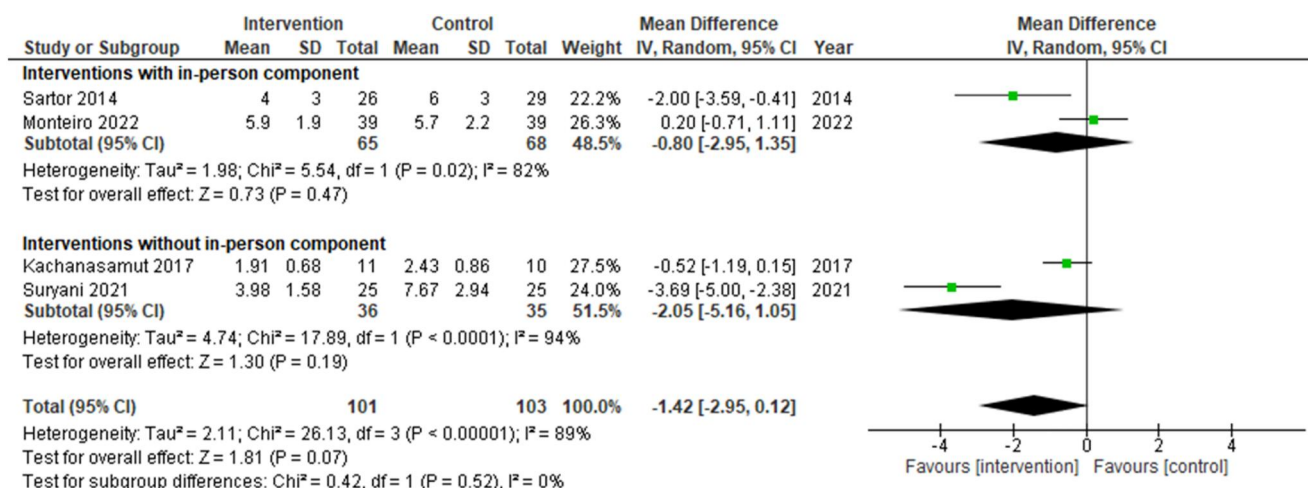 Intervention Control Mean Difference Mean Difference
Study or Subgroup Mean SD Total Mean SD Total Weight IV, Random, 95% CI Year IV, Random, 95% CI
Interventions with in-person component
Sartor 2014 4 3 26 6 3 29 22.2% -2.00 [-3.59, -0.41] 2014
Monteiro 2022 5.9 1.9 39 5.7 2.2 39 26.3% 0.20 [-0.71, 1.11] 2022
Subtotal (95% CI) 65 68 48.5% -0.80 [-2.95, 1.35]
Heterogeneity: Tau² = 1.98; Chi² = 5.54, df = 1 (P = 0.02); I² = 82%
Test for overall effect: Z = 0.73 (P = 0.47)
Interventions without in-person component
Kachanasamut 2017 1.91 0.68 11 2.43 0.86 10 27.5% -0.52 [-1.19, 0.15] 2017
Suryani 2021 3.98 1.58 25 7.67 2.94 25 24.0% -3.69 [-5.00, -2.38] 2021
Subtotal (95% CI) 36 35 51.5% -2.05 [-5.16, 1.05]
Heterogeneity: Tau² = 4.74; Chi² = 17.89, df = 1 (P < 0.0001); I² = 94%
Test for overall effect: Z = 1.30 (P = 0.19)
Total (95% CI) 101 103 100.0% -1.42 [-2.95, 0.12]
Heterogeneity: Tau² = 2.11; Chi² = 26.13, df = 3 (P < 0.00001); I² = 89%
Test for overall effect: Z = 1.81 (P = 0.07)
Test for subgroup differences: Chi² = 0.42, df = 1 (P = 0.52), I² = 0%
-4 -2 0 2 4
Favours [intervention] Favours [control]